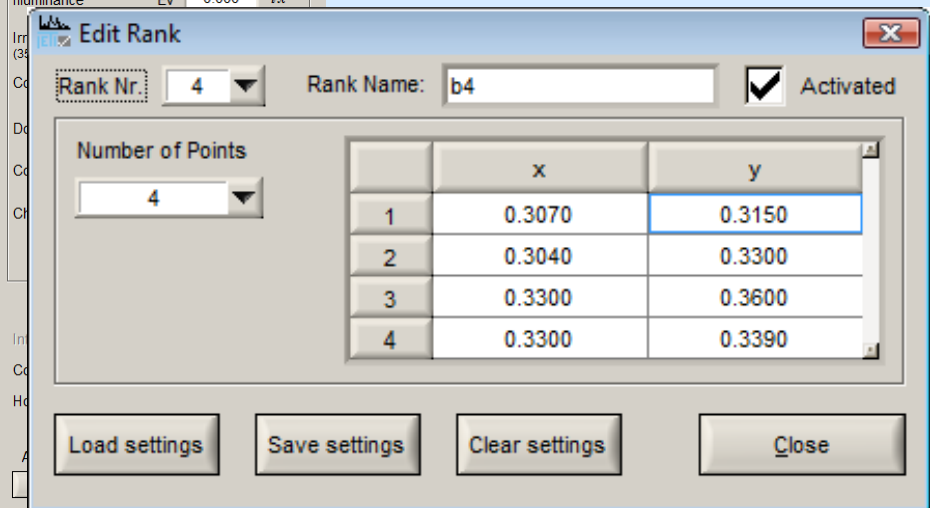 Edit Rank
Rank Nr. 4 Rank Name: b4 Activated
Number of Points
4
x y
1 0.3070 0.3150
2 0.3040 0.3300
3 0.3300 0.3600
4 0.3300 0.3390
Load settings Save settings Clear settings Close